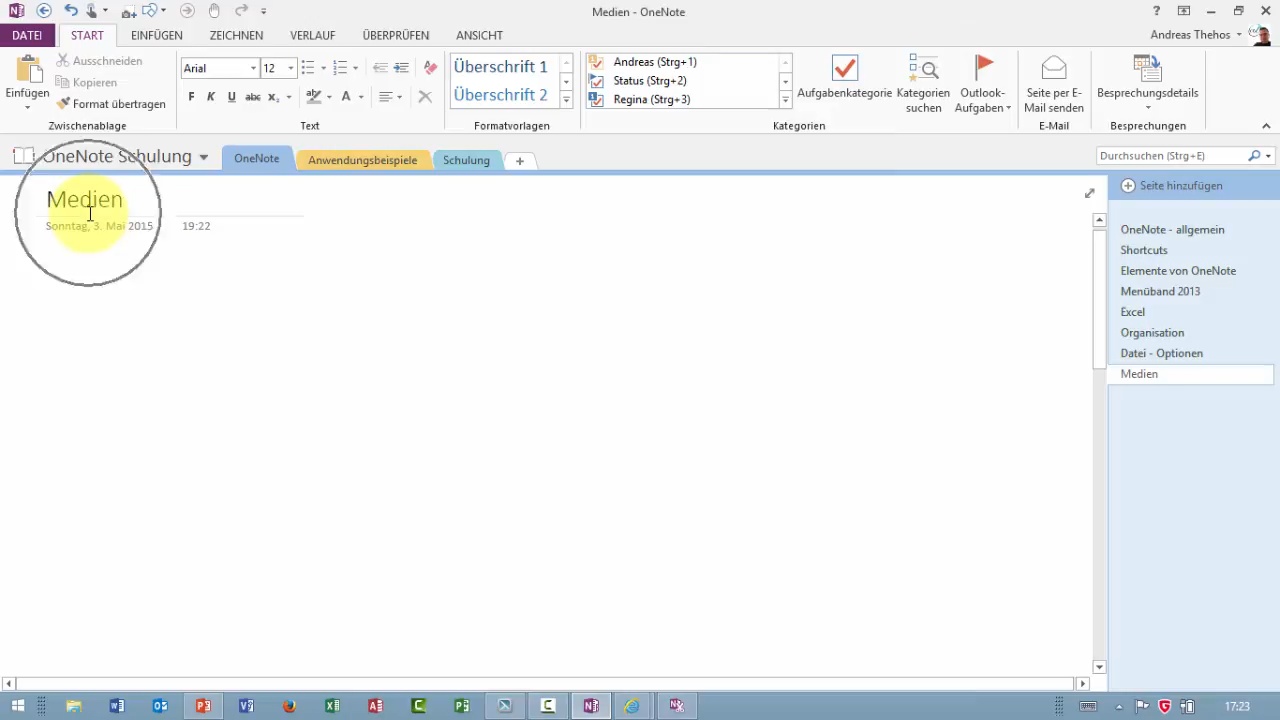 Medien - OneNote
DATEI START EINFÜGEN ZEICHNEN VERLAUF ÜBERPRÜFEN ANSICHT
Andreas Thehos
Einfügen
Ausschneiden
Kopieren
Format übertragen
Zwischenablage
Arial 12
F K U abc x₂ A
Text
Überschrift 1
Überschrift 2
Formatvorlagen
Andreas (Strg+1)
Status (Strg+2)
Regina (Strg+3)
Aufgabenkategorie
Kategorien suchen
Outlook-Aufgaben
Kategorien
Seite per E-Mail senden
E-Mail
Besprechungsdetails
Besprechungen
OneNote Schulung
OneNote Anwendungsbeispiele Schulung +
Durchsuchen (Strg+E)
Medien
Sonntag, 3. Mai 2015 19:22
Seite hinzufügen
OneNote - allgemein
Shortcuts
Elemente von OneNote
Menüband 2013
Excel
Organisation
Datei - Optionen
Medien
17:23